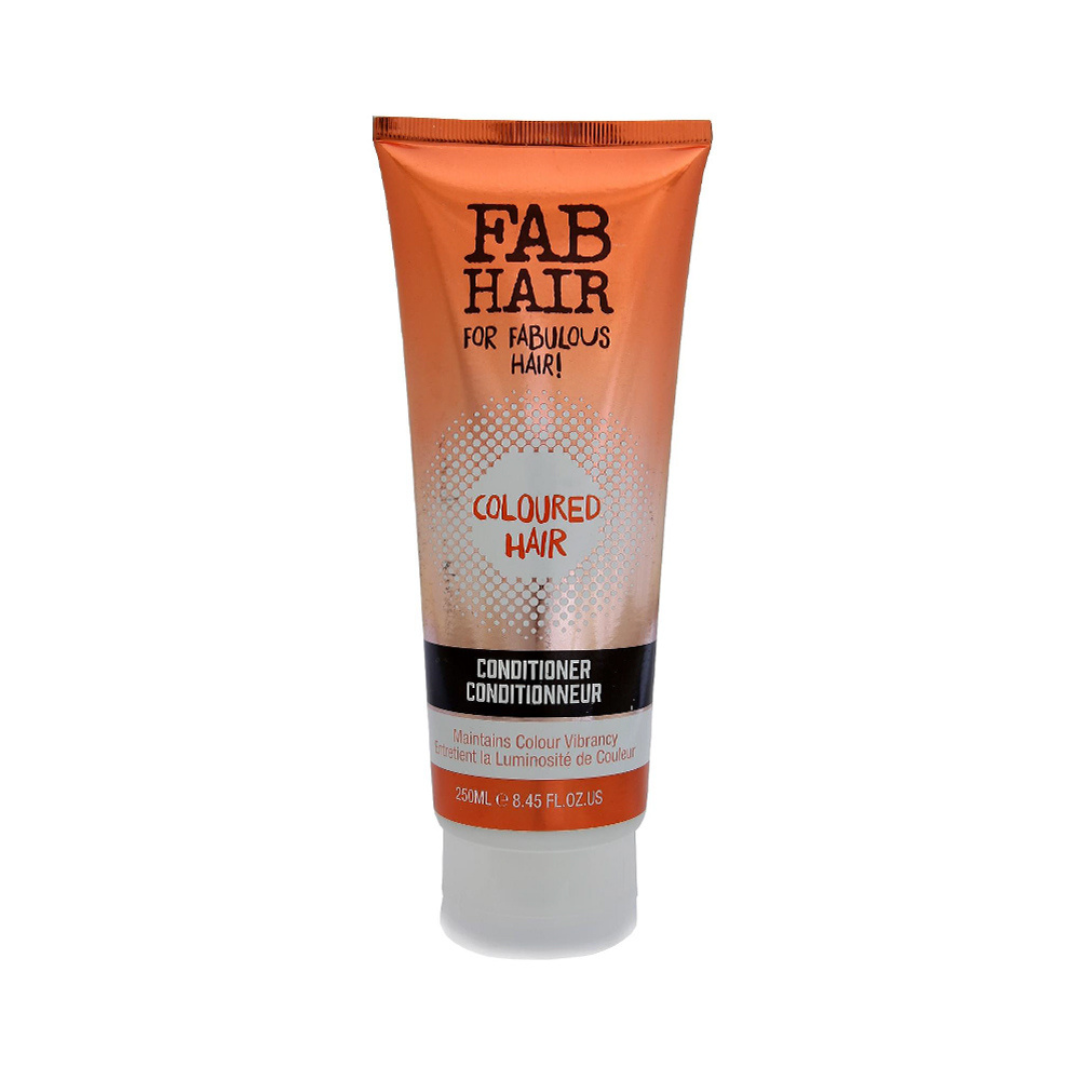 FAB
HAIR
FOR FABULOUS
HAIR!
COLOURED
HAIR
CONDITIONER
CONDITIONNEUR
Maintains Colour Vibrancy
Entretient la Luminosité de Couleur
250ML ℮ 8.45 FL.OZ.US